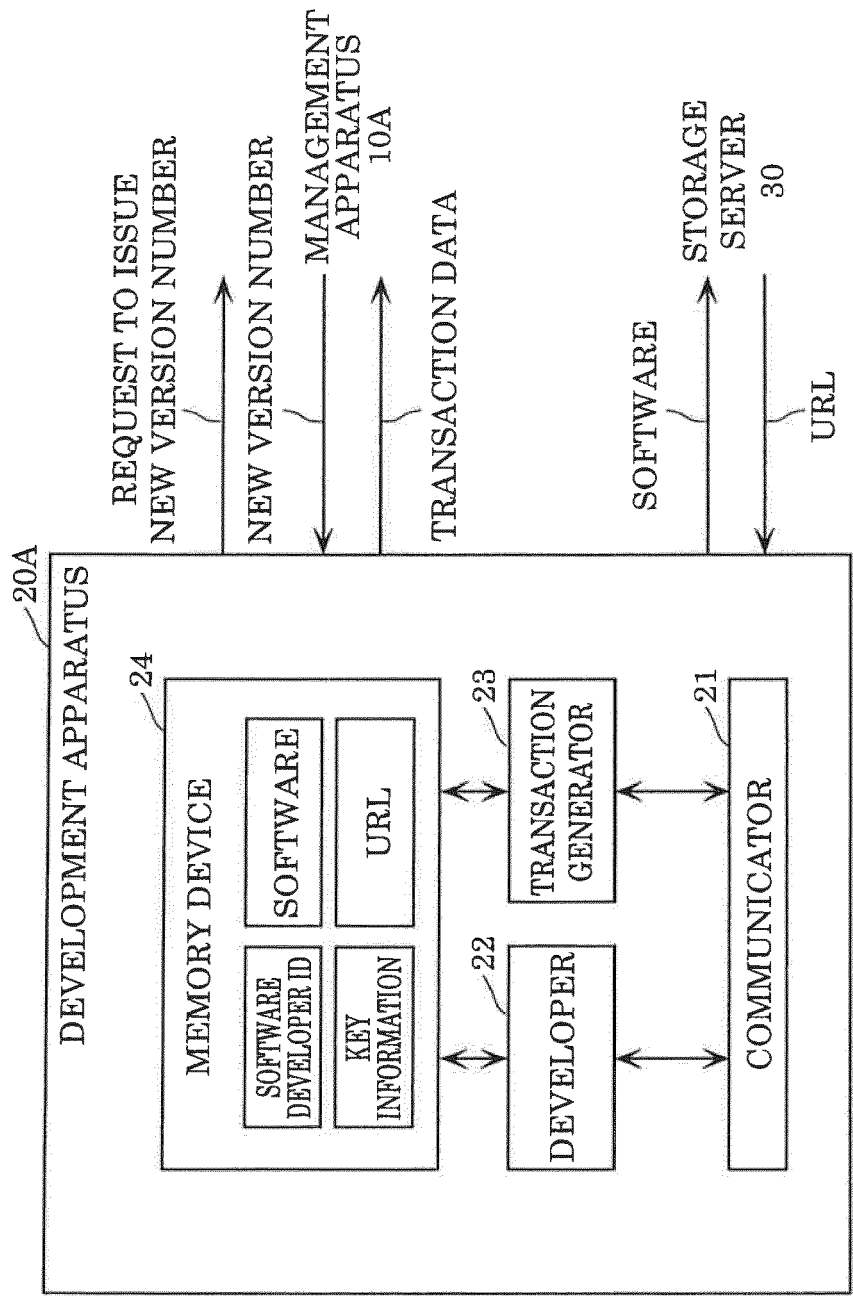 20A
DEVELOPMENT APPARATUS
24
MEMORY DEVICE
SOFTWARE
DEVELOPER ID
SOFTWARE
KEY
INFORMATION
URL
22
DEVELOPER
23
TRANSACTION
GENERATOR
21
COMMUNICATOR
REQUEST TO ISSUE
NEW VERSION NUMBER
NEW VERSION NUMBER
MANAGEMENT
APPARATUS
10A
TRANSACTION DATA
SOFTWARE
STORAGE
SERVER
30
URL